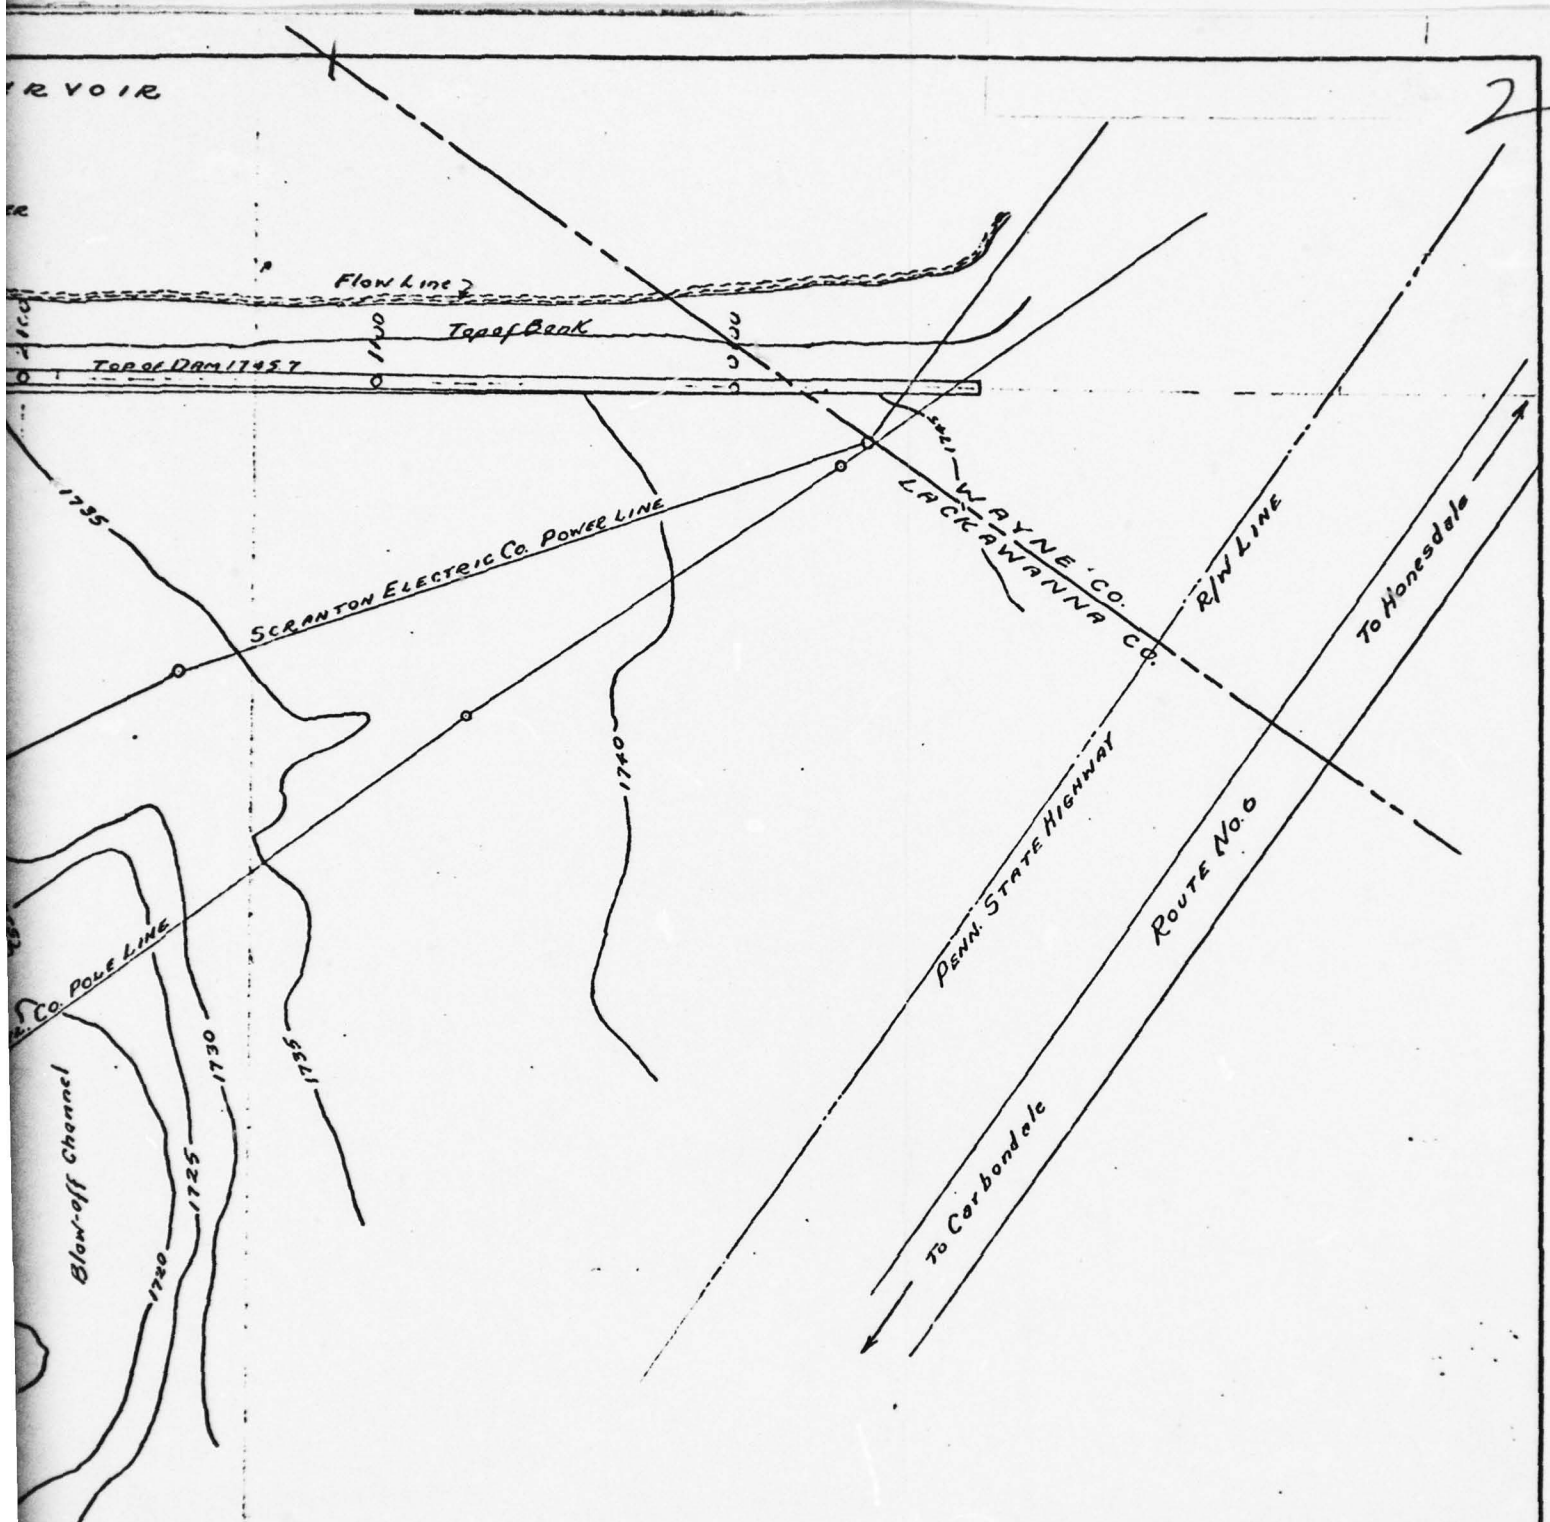 RVOIR
2
ER
Flow Line
Top of Bank
Top of Dam 1745.7
1745
1735
SCRANTON ELECTRIC CO. POWER LINE
WAYNE CO.
LACKAWANNA CO.
R/W LINE
To Honesdale
1740
PENN. STATE HIGHWAY
ROUTE No. 6
CO. POLE LINE
1730
1735
Blow-off Channel
1725
1720
To Carbondale